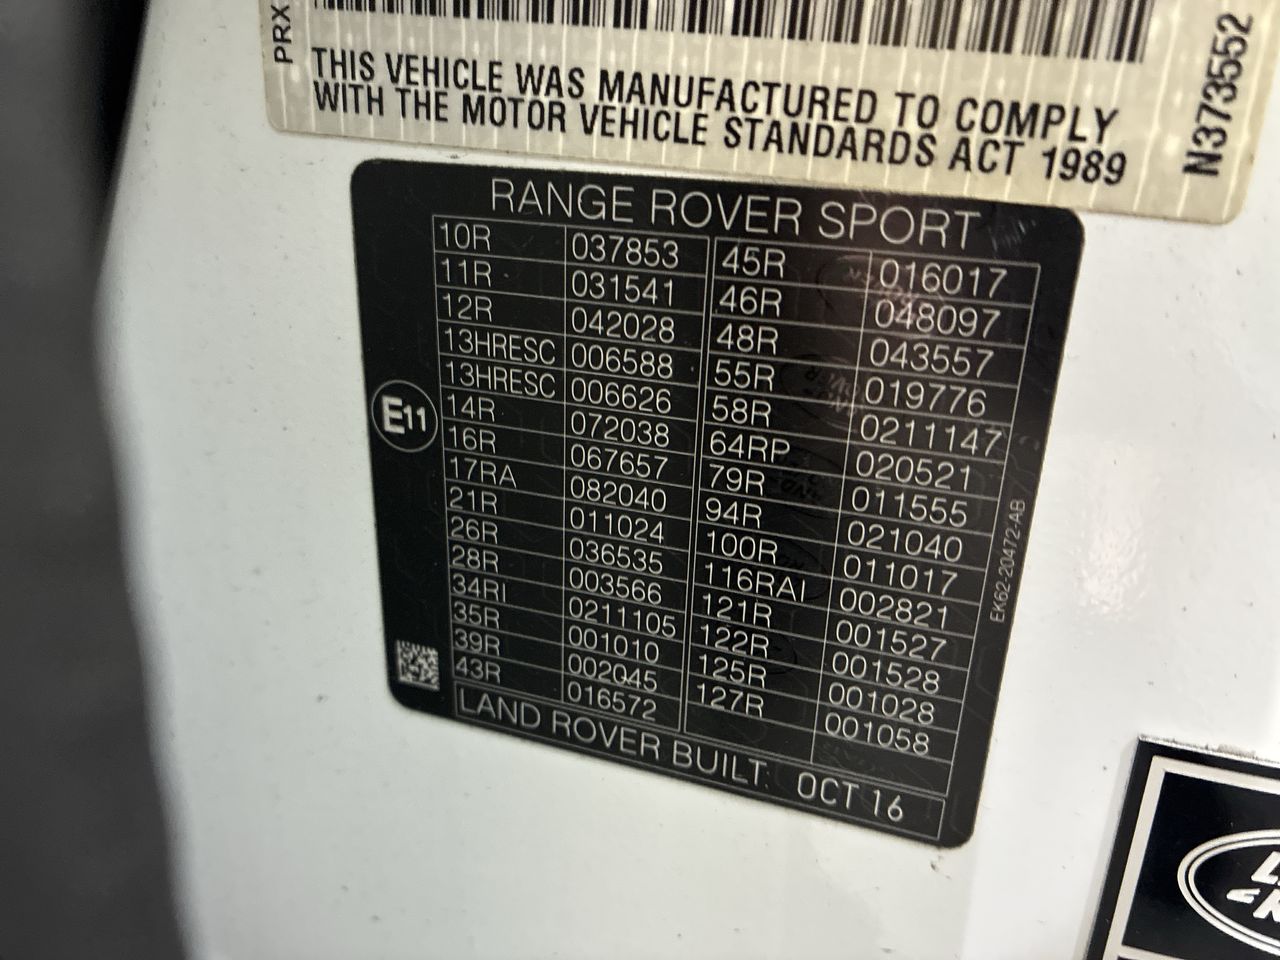 PRX
THIS VEHICLE WAS MANUFACTURED TO COMPLY
WITH THE MOTOR VEHICLE STANDARDS ACT 1989
N373552
RANGE ROVER SPORT
10R 037853 45R 016017
11R 031541 46R 048097
12R 042028 48R 043557
13HRESC 006588 55R 019776
13HRESC 006626 58R 0211147
14R 072038 64RP 020521
16R 067657 79R 011555
17RA 082040 94R 021040
21R 011024 100R 011017
26R 036535 116RAI 002821
28R 003566 121R 001527
34RI 0211105 122R 001528
35R 001010 125R 001028
39R 002045 127R 001058
43R 016572
LAND ROVER BUILT: OCT 16
E11
EK62-20472-AB